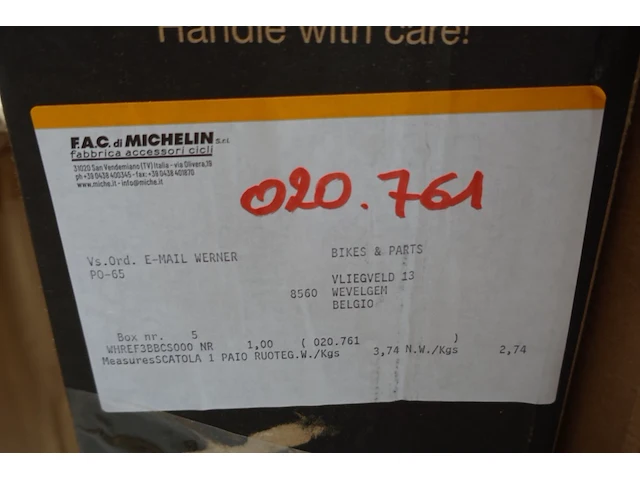 Handle with care!
F.A.C. di MICHELIN S.r.l.
fabbrica accessori cicli
31020 San Vendemiano (TV) Italia - via Olivera,19
ph +39 0438 400345 - fax: +39 0438 401870
www.miche.it - info@miche.it
020.761
Vs.Ord. E-MAIL WERNER
PO-65
BIKES & PARTS
VLIEGVELD 13
8560 WEVELGEM
BELGIO
Box nr. 5
WHREF3BBCS000 NR 1,00 ( 020.761 )
MeasuresSCATOLA 1 PAIO RUOTEG.W./Kgs 3,74 N.W./Kgs 2,74